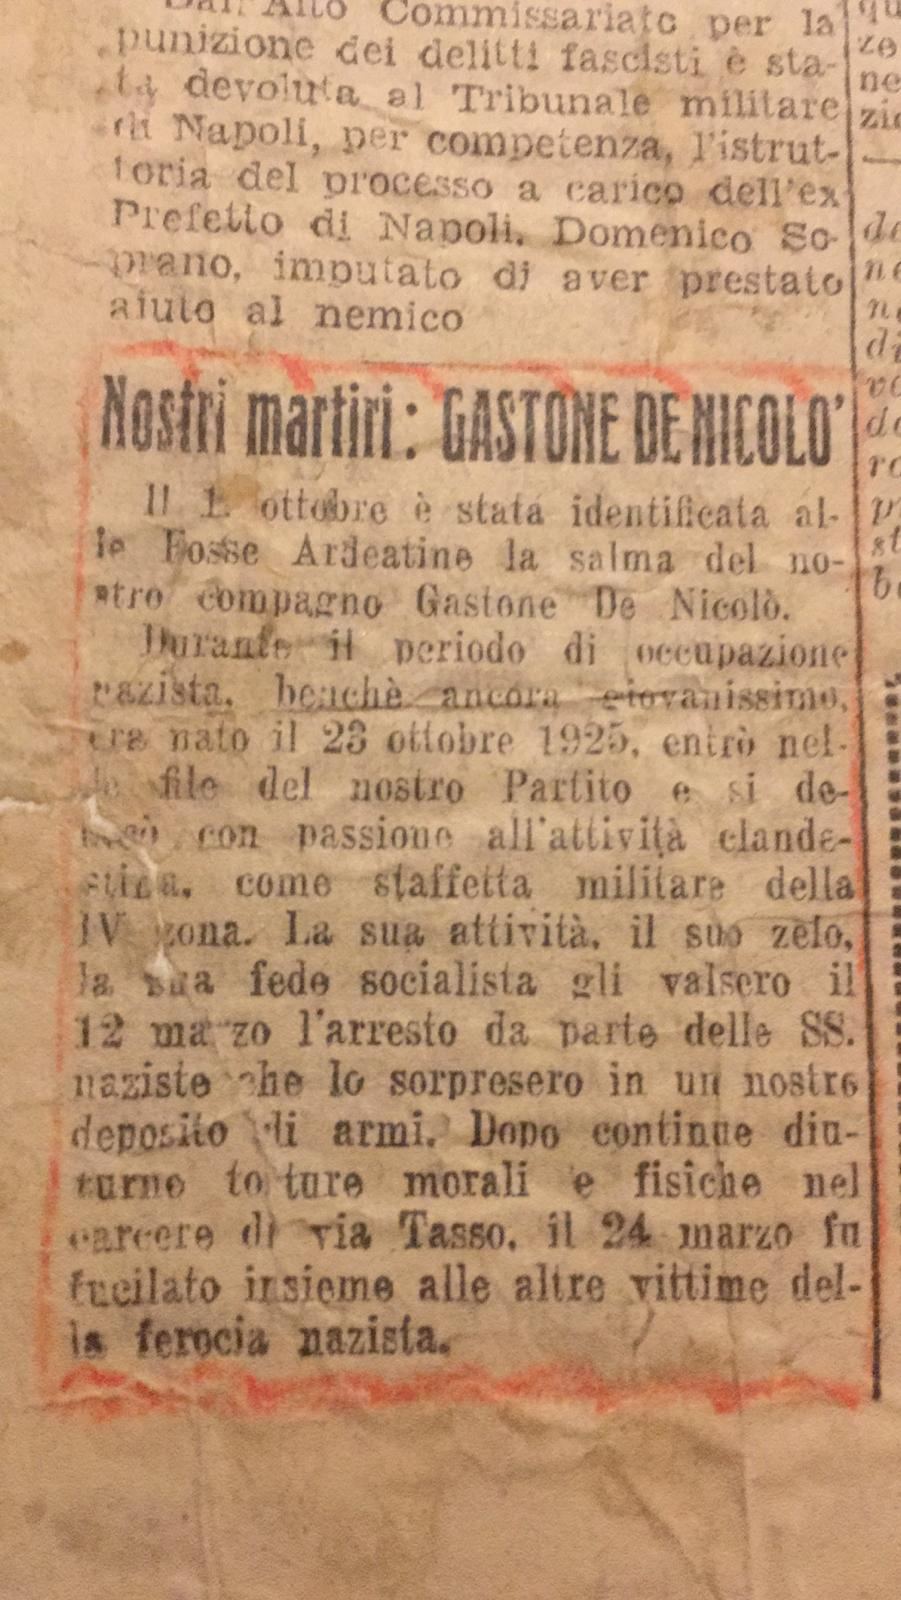 Dall'Alto Commissariato per la
punizione dei delitti fascisti è sta-
ta devoluta al Tribunale militare
di Napoli, per competenza, l'istrut-
toria del processo a carico dell'ex
Prefetto di Napoli, Domenico So-
prano, imputato di aver prestato
aiuto al nemico
Nostri martiri: GASTONE DE NICOLO'
Il 1. ottobre è stata identificata al-
le Fosse Ardeatine la salma del no-
stro compagno Gastone De Nicolò.
Durante il periodo di occupazione
nazista, benchè ancora giovanissimo,
era nato il 23 ottobre 1925, entrò nel-
le file del nostro Partito e si de-
dicò con passione all'attività clande-
stina, come staffetta militare della
IV zona. La sua attività, il suo zelo,
la sua fede socialista gli valsero il
12 marzo l'arresto da parte delle SS.
naziste che lo sorpresero in un nostro
deposito di armi. Dopo continue diu-
turne torture morali e fisiche nel
carcere di via Tasso, il 24 marzo fu
fucilato insieme alle altre vittime del-
la ferocia nazista.